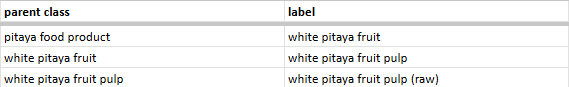 parent class label
pitaya food product white pitaya fruit
white pitaya fruit white pitaya fruit pulp
white pitaya fruit pulp white pitaya fruit pulp (raw)